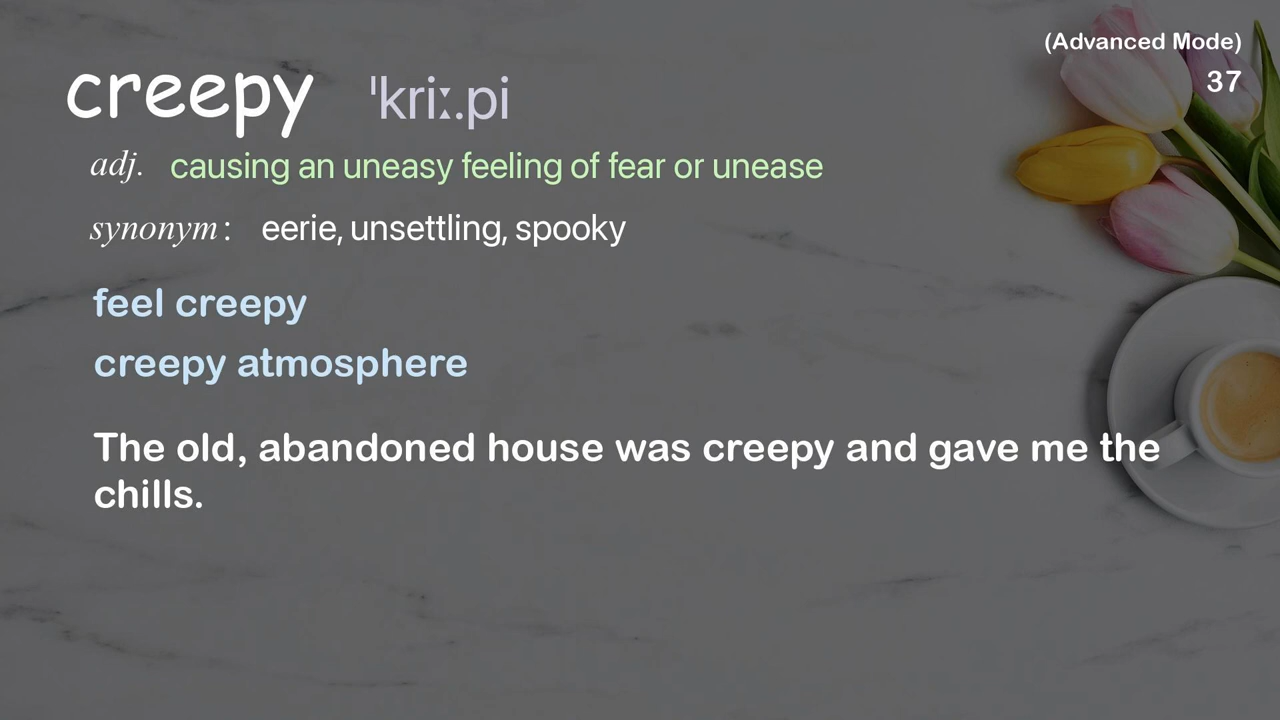 (Advanced Mode)
37
creepy ˈkriː.pi
adj. causing an uneasy feeling of fear or unease
synonym: eerie, unsettling, spooky
feel creepy
creepy atmosphere
The old, abandoned house was creepy and gave me the
chills.